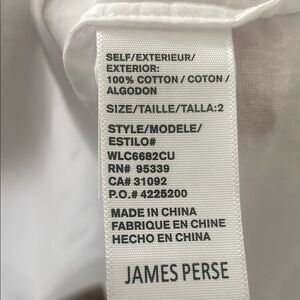 SELF/EXTERIEUR/
EXTERIOR:
100% COTTON / COTON /
ALGODON
SIZE/TAILLE/TALLA:2
STYLE/MODELE/
ESTILO#
WLC6682CU
RN# 95339
CA# 31092
P.O.# 4225200
MADE IN CHINA
FABRIQUE EN CHINE
HECHO EN CHINA
JAMES PERSE